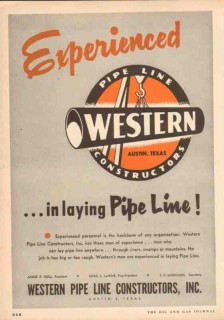 Experienced
PIPE LINE
WESTERN
AUSTIN, TEXAS
CONSTRUCTORS
...in laying Pipe Line!
Experienced personnel is the backbone of any organization. Western
Pipe Line Constructors, Inc. has these men of experience . . . men who
can lay pipe line anywhere . . . through rivers, swamps or mountains. No
job is too big or too tough. Western's men are experienced in laying Pipe Line.
President
WESTERN PIPE LINE CONSTRUCTORS, INC.
AUSTIN 2, TEXAS
THE OIL AND GAS JOURNAL